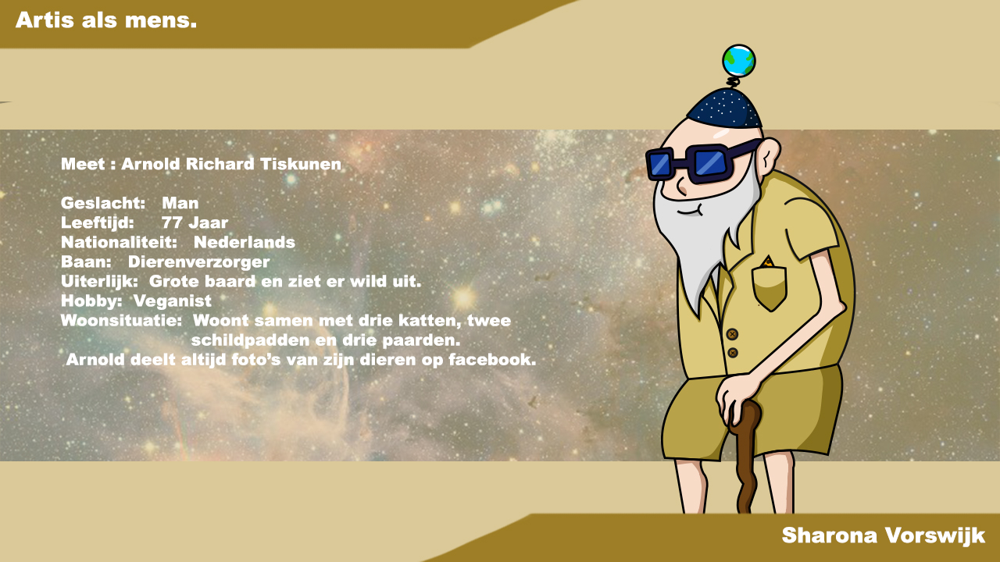 Artis als mens.
Meet : Arnold Richard Tiskunen
Geslacht: Man
Leeftijd: 77 Jaar
Nationaliteit: Nederlands
Baan: Dierenverzorger
Uiterlijk: Grote baard en ziet er wild uit.
Hobby: Veganist
Woonsituatie: Woont samen met drie katten, twee
schildpadden en drie paarden.
Arnold deelt altijd foto’s van zijn dieren op facebook.
Sharona Vorswijk